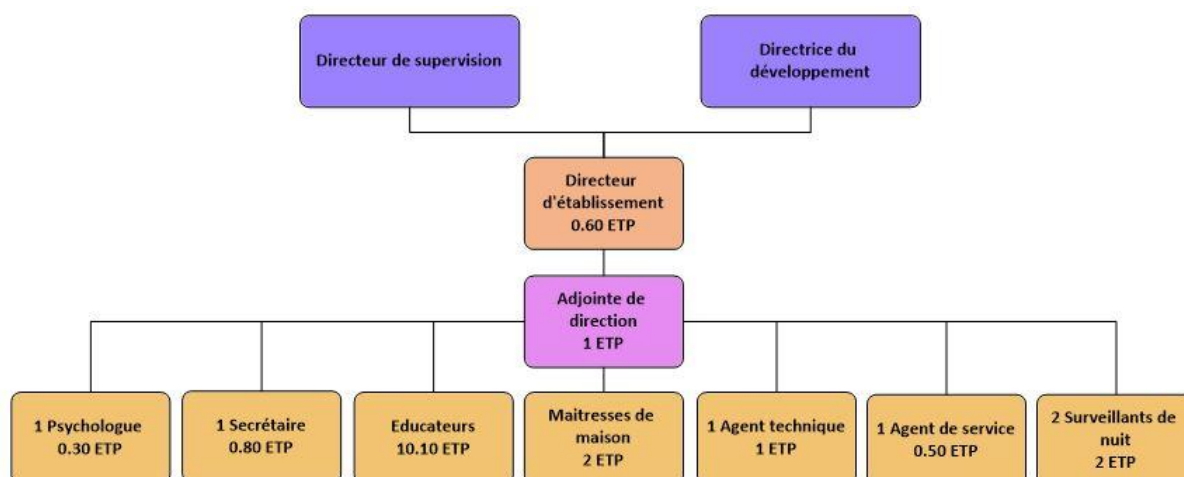 Directeur de supervision
Directrice du
développement
Directeur
d'établissement
0.60 ETP
Adjointe de
direction
1 ETP
1 Psychologue
0.30 ETP
1 Secrétaire
0.80 ETP
Educateurs
10.10 ETP
Maitresses de
maison
2 ETP
1 Agent technique
1 ETP
1 Agent de service
0.50 ETP
2 Surveillants de
nuit
2 ETP